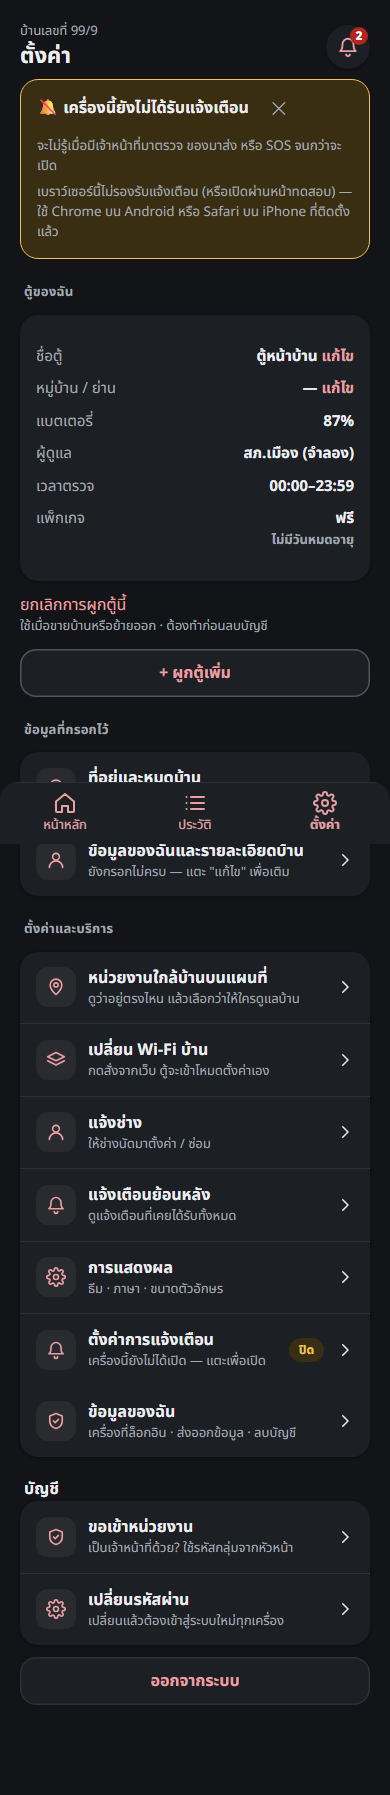 บ้านเลขที่ 99/9
ตั้งค่า
2
เครื่องนี้ยังไม่ได้รับแจ้งเตือน
จะไม่รู้เมื่อมีเจ้าหน้าที่มาตรวจ ของมาส่ง หรือ SOS จนกว่าจะ
เปิด
เบราว์เซอร์นี้ไม่รองรับแจ้งเตือน (หรือเปิดผ่านหน้าทดสอบ) —
ใช้ Chrome บน Android หรือ Safari บน iPhone ที่ติดตั้ง
แล้ว
ตู้ของฉัน
ชื่อตู้ ตู้หน้าบ้าน แก้ไข
หมู่บ้าน / ย่าน — แก้ไข
แบตเตอรี่ 87%
ผู้ดูแล สภ.เมือง (จำลอง)
เวลาตรวจ 00:00–23:59
แพ็กเกจ ฟรี
ไม่มีวันหมดอายุ
ยกเลิกการผูกตู้นี้
ใช้เมื่อขายบ้านหรือย้ายออก · ต้องทำก่อนลบบัญชี
+ ผูกตู้เพิ่ม
ข้อมูลที่กรอกไว้
ที่อยู่และหมุดบ้าน
หน้าหลัก ประวัติ ตั้งค่า
ข้อมูลของฉันและรายละเอียดบ้าน
ยังกรอกไม่ครบ — แตะ "แก้ไข" เพื่อเติม
ตั้งค่าและบริการ
หน่วยงานใกล้บ้านบนแผนที่
ดูว่าอยู่ตรงไหน แล้วเลือกว่าให้ใครดูแลบ้าน
เปลี่ยน Wi-Fi บ้าน
กดสั่งจากเว็บ ตู้จะเข้าโหมดตั้งค่าเอง
แจ้งช่าง
ให้ช่างนัดมาตั้งค่า / ซ่อม
แจ้งเตือนย้อนหลัง
ดูแจ้งเตือนที่เคยได้รับทั้งหมด
การแสดงผล
ธีม · ภาษา · ขนาดตัวอักษร
ตั้งค่าการแจ้งเตือน
เครื่องนี้ยังไม่ได้เปิด — แตะเพื่อเปิด
ปิด
ข้อมูลของฉัน
เครื่องที่ล็อกอิน · ส่งออกข้อมูล · ลบบัญชี
บัญชี
ขอเข้าหน่วยงาน
เป็นเจ้าหน้าที่ด้วย? ใช้รหัสกลุ่มจากหัวหน้า
เปลี่ยนรหัสผ่าน
เปลี่ยนแล้วต้องเข้าสู่ระบบใหม่ทุกเครื่อง
ออกจากระบบ